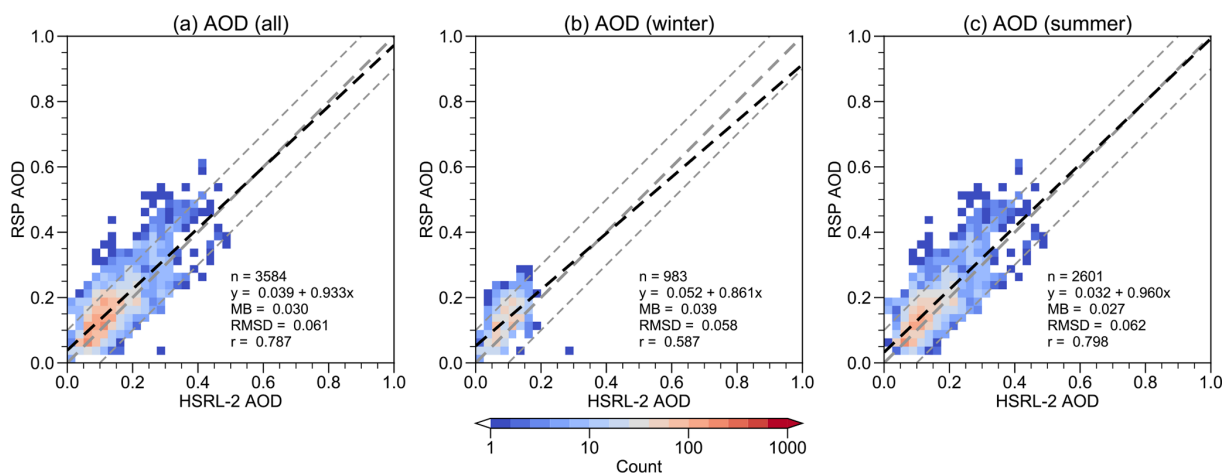 (a) AOD (all)
1.0
0.8
0.6
0.4
0.2
0.0
RSP AOD
n = 3584
y = 0.039 + 0.933x
MB = 0.030
RMSD = 0.061
r = 0.787
0.0 0.2 0.4 0.6 0.8 1.0
HSRL-2 AOD
(b) AOD (winter)
1.0
0.8
0.6
0.4
0.2
0.0
RSP AOD
n = 983
y = 0.052 + 0.861x
MB = 0.039
RMSD = 0.058
r = 0.587
0.0 0.2 0.4 0.6 0.8 1.0
HSRL-2 AOD
(c) AOD (summer)
1.0
0.8
0.6
0.4
0.2
0.0
RSP AOD
n = 2601
y = 0.032 + 0.960x
MB = 0.027
RMSD = 0.062
r = 0.798
0.0 0.2 0.4 0.6 0.8 1.0
HSRL-2 AOD
1 10 100 1000
Count